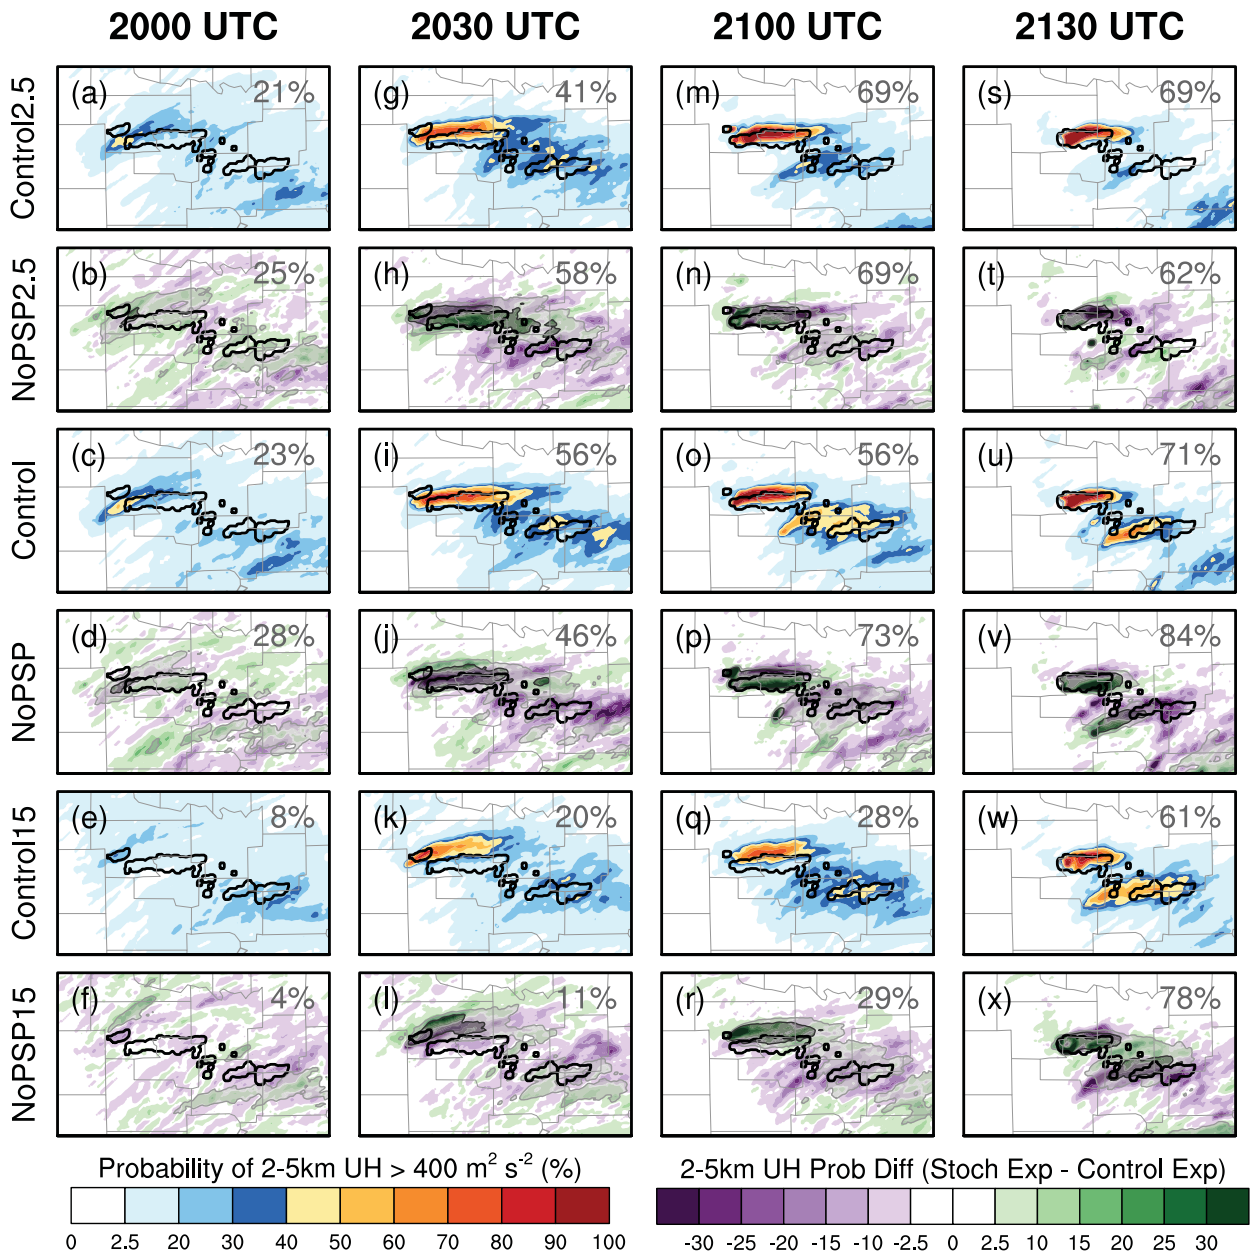 2000 UTC 2030 UTC 2100 UTC 2130 UTC
Control2.5
(a) 21% (g) 41% (m) 69% (s) 69%
NoPSP2.5
(b) 25% (h) 58% (n) 69% (t) 62%
Control
(c) 23% (i) 56% (o) 56% (u) 71%
NoPSP
(d) 28% (j) 46% (p) 73% (v) 84%
Control15
(e) 8% (k) 20% (q) 28% (w) 61%
NoPSP15
(f) 4% (l) 11% (r) 29% (x) 78%
Probability of 2-5km UH > 400 m² s⁻² (%)
0 2.5 20 30 40 50 60 70 80 90 100
2-5km UH Prob Diff (Stoch Exp - Control Exp)
-30 -25 -20 -15 -10 -2.5 0 2.5 10 15 20 25 30